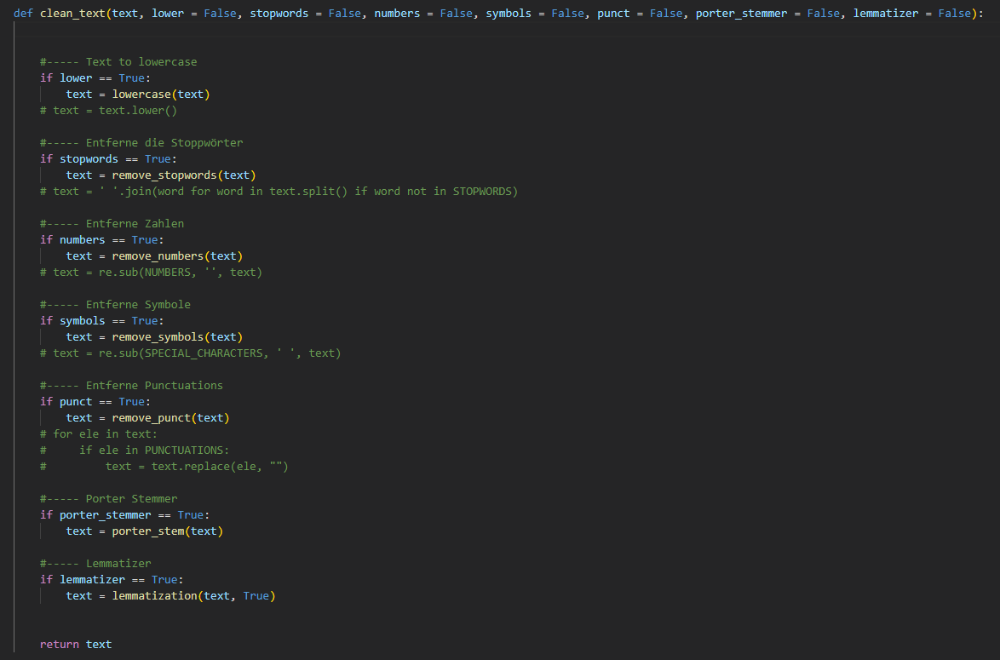 def clean_text(text, lower = False, stopwords = False, numbers = False, symbols = False, punct = False, porter_stemmer = False, lemmatizer = False):
#----- Text to lowercase
if lower == True:
text = lowercase(text)
# text = text.lower()
#----- Entferne die Stoppwörter
if stopwords == True:
text = remove_stopwords(text)
# text = ' '.join(word for word in text.split() if word not in STOPWORDS)
#----- Entferne Zahlen
if numbers == True:
text = remove_numbers(text)
# text = re.sub(NUMBERS, '', text)
#----- Entferne Symbole
if symbols == True:
text = remove_symbols(text)
# text = re.sub(SPECIAL_CHARACTERS, ' ', text)
#----- Entferne Punctuations
if punct == True:
text = remove_punct(text)
# for ele in text:
#     if ele in PUNCTUATIONS:
#         text = text.replace(ele, "")
#----- Porter Stemmer
if porter_stemmer == True:
text = porter_stem(text)
#----- Lemmatizer
if lemmatizer == True:
text = lemmatization(text, True)
return text